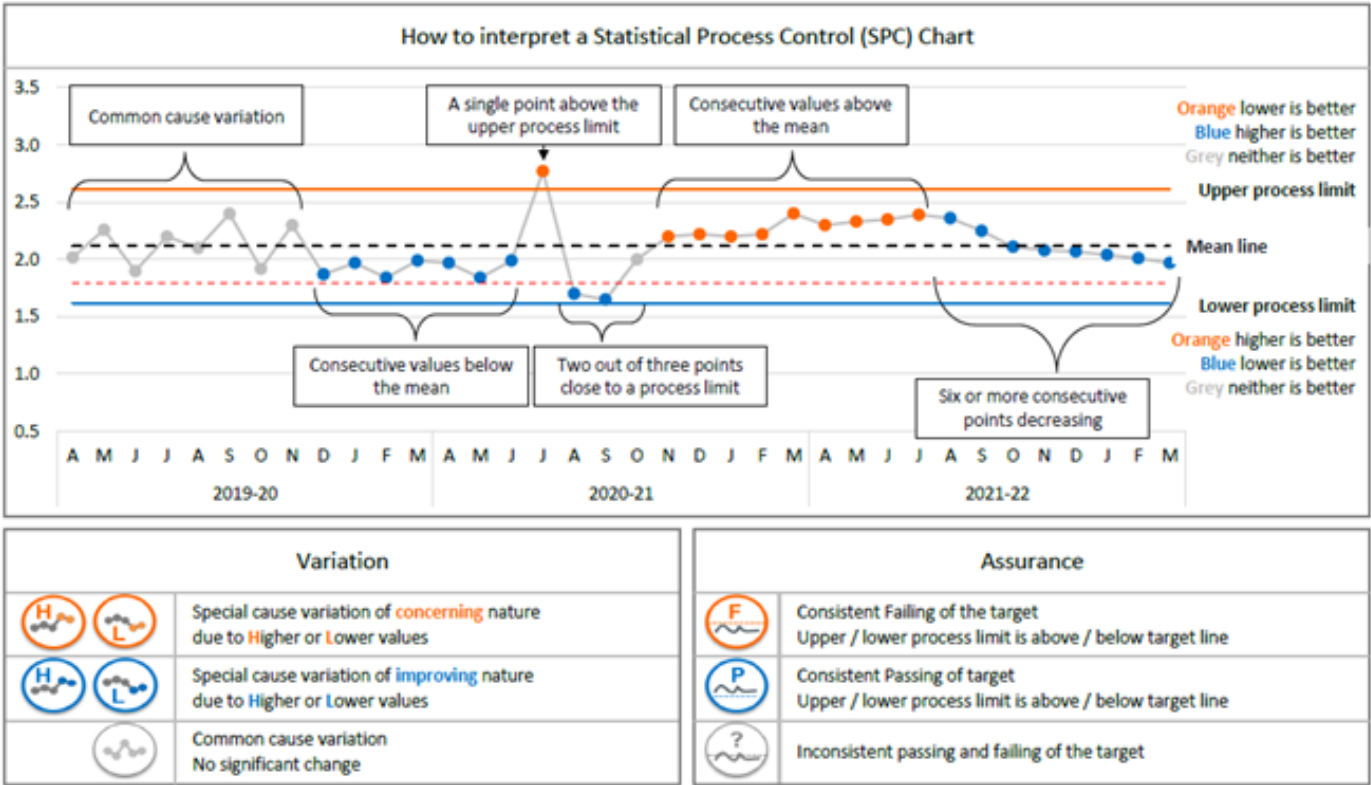 How to interpret a Statistical Process Control (SPC) Chart
3.5
3.0
2.5
2.0
1.5
1.0
0.5
Common cause variation
A single point above the
upper process limit
Consecutive values above
the mean
Orange lower is better
Blue higher is better
Grey neither is better
Upper process limit
Mean line
Lower process limit
Orange higher is better
Blue lower is better
Grey neither is better
Consecutive values below
the mean
Two out of three points
close to a process limit
Six or more consecutive
points decreasing
A M J J A S O N D J F M A M J J A S O N D J F M A M J J A S O N D J F M
2019-20 2020-21 2021-22
Variation
H L
Special cause variation of concerning nature
due to Higher or Lower values
H L
Special cause variation of improving nature
due to Higher or Lower values
Common cause variation
No significant change
Assurance
F
Consistent Failing of the target
Upper / lower process limit is above / below target line
P
Consistent Passing of target
Upper / lower process limit is above / below target line
?
Inconsistent passing and failing of the target